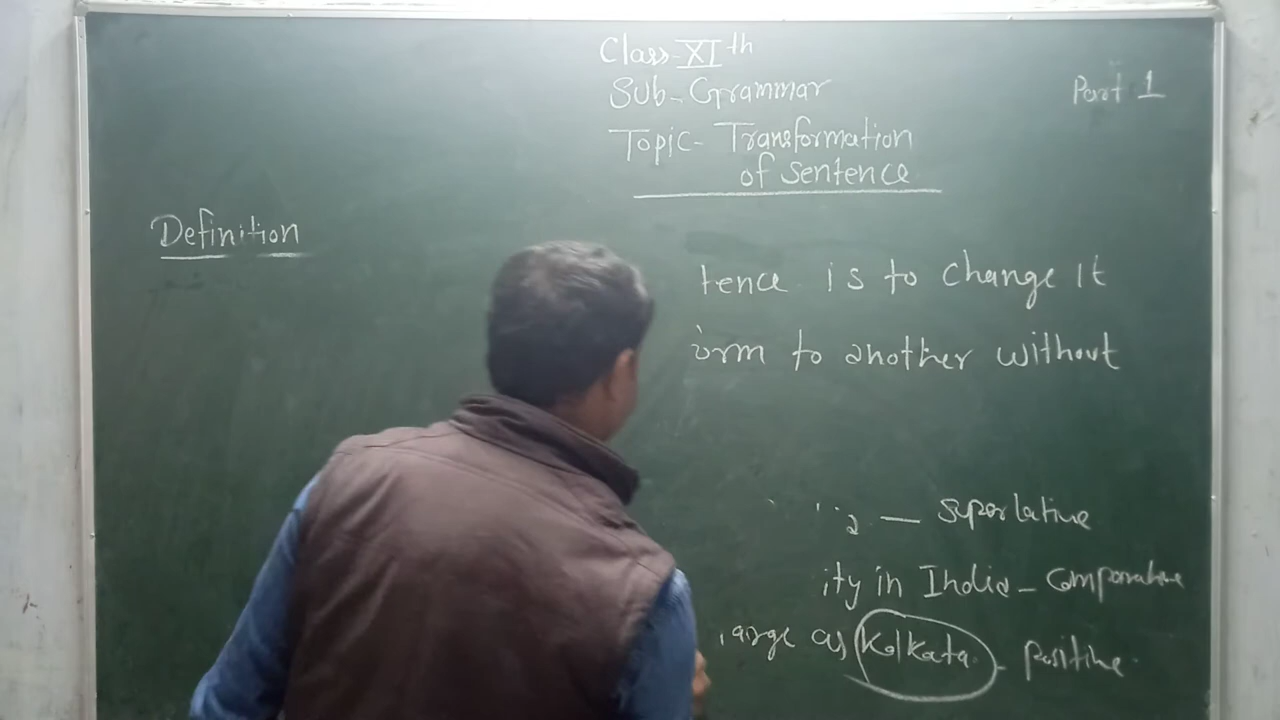 Class-XIth
Sub-Grammar
Part 1
Topic- Transformation
of Sentence
Definition
tence is to change it
orm to another without
— superlative
ity in India - comparative
large as Kolkata - positive